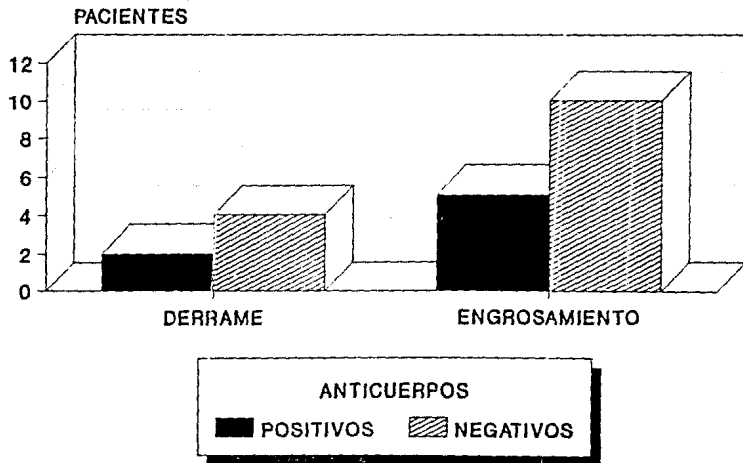 PACIENTES
12
10
8
6
4
2
0
DERRAME ENGROSAMIENTO
ANTICUERPOS
POSITIVOS NEGATIVOS